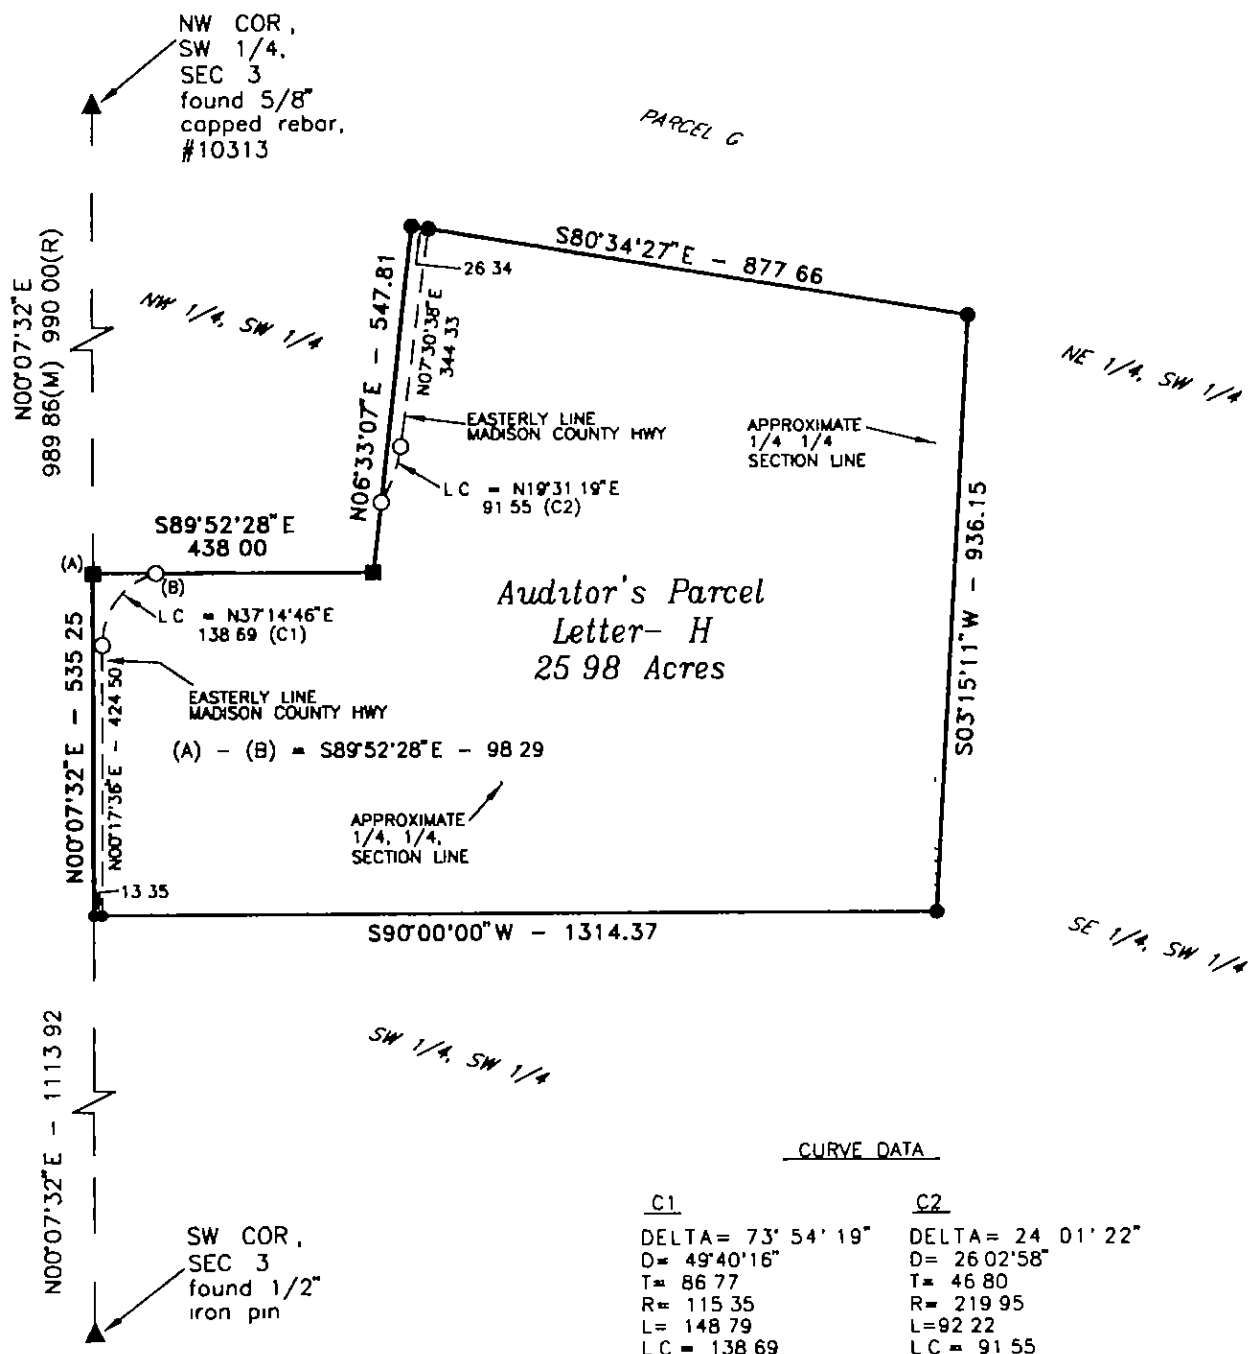 NW COR,
SW 1/4,
SEC 3
found 5/8"
capped rebar,
#10313
PARCEL G
N00°07'32"E
989 86(M) 990 00(R)
NW 1/4, SW 1/4
S80°34'27"E - 877 66
26 34
N06°33'07"E - 547.81
N07°30'38"E
344 33
NE 1/4, SW 1/4
EASTERLY LINE
MADISON COUNTY HWY
APPROXIMATE
1/4 1/4
SECTION LINE
L C = N19°31 19"E
91 55 (C2)
S89°52'28"E
438 00
(A)
(B)
L C = N37°14'46"E
138 69 (C1)
Auditor's Parcel
Letter- H
25 98 Acres
S03°15'11"W - 936.15
N00°07'32"E - 535 25
N00°17'36"E - 424 50
EASTERLY LINE
MADISON COUNTY HWY
(A) - (B) = S89°52'28"E - 98 29
APPROXIMATE
1/4, 1/4,
SECTION LINE
13 35
S90°00'00"W - 1314.37
SE 1/4, SW 1/4
SW 1/4, SW 1/4
N00°07'32"E - 1113 92
SW COR,
SEC 3
found 1/2"
iron pin
CURVE DATA
C1
DELTA= 73° 54' 19"
D= 49°40'16"
T= 86 77
R= 115 35
L= 148 79
L C = 138 69
C2
DELTA= 24 01' 22"
D= 26 02'58"
T= 46 80
R= 219 95
L=92 22
L C = 91 55